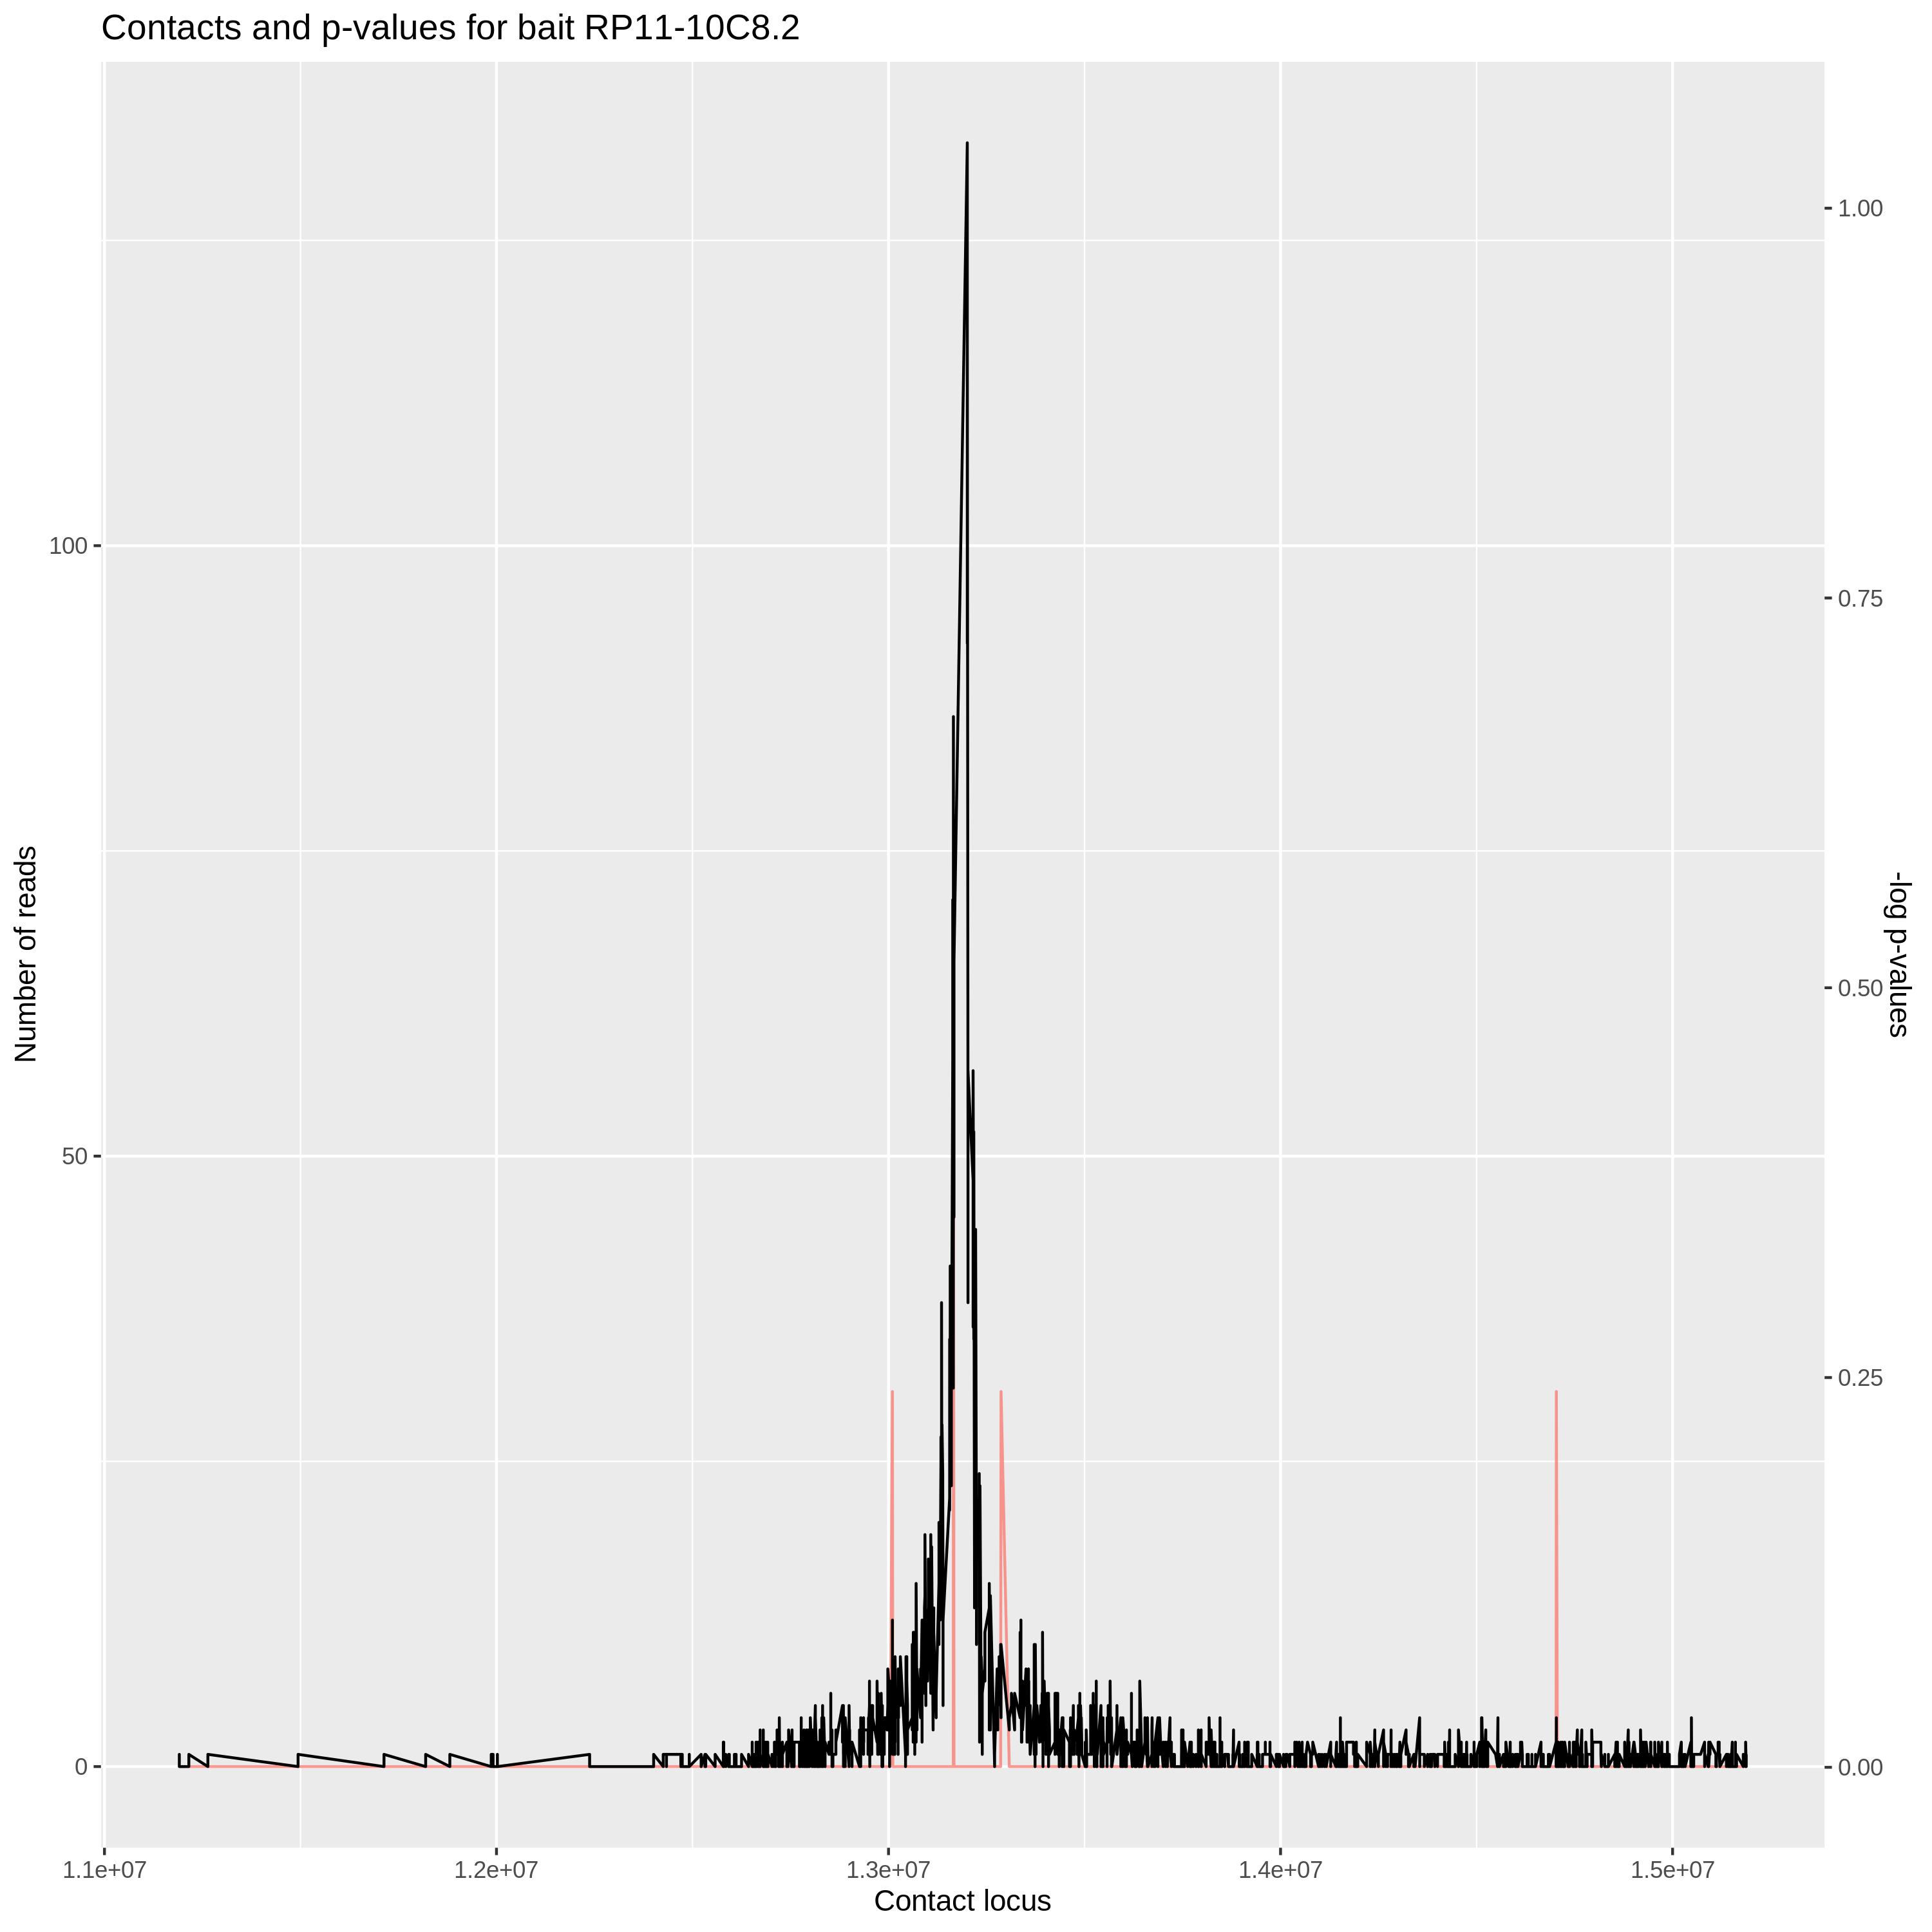 Contacts and p-values for bait RP11-10C8.2
1.00
100
0.75
Number of reads
-log p-values
0.50
50
0.25
0
0.00
1.1e+07
1.2e+07
1.3e+07
1.4e+07
1.5e+07
Contact locus